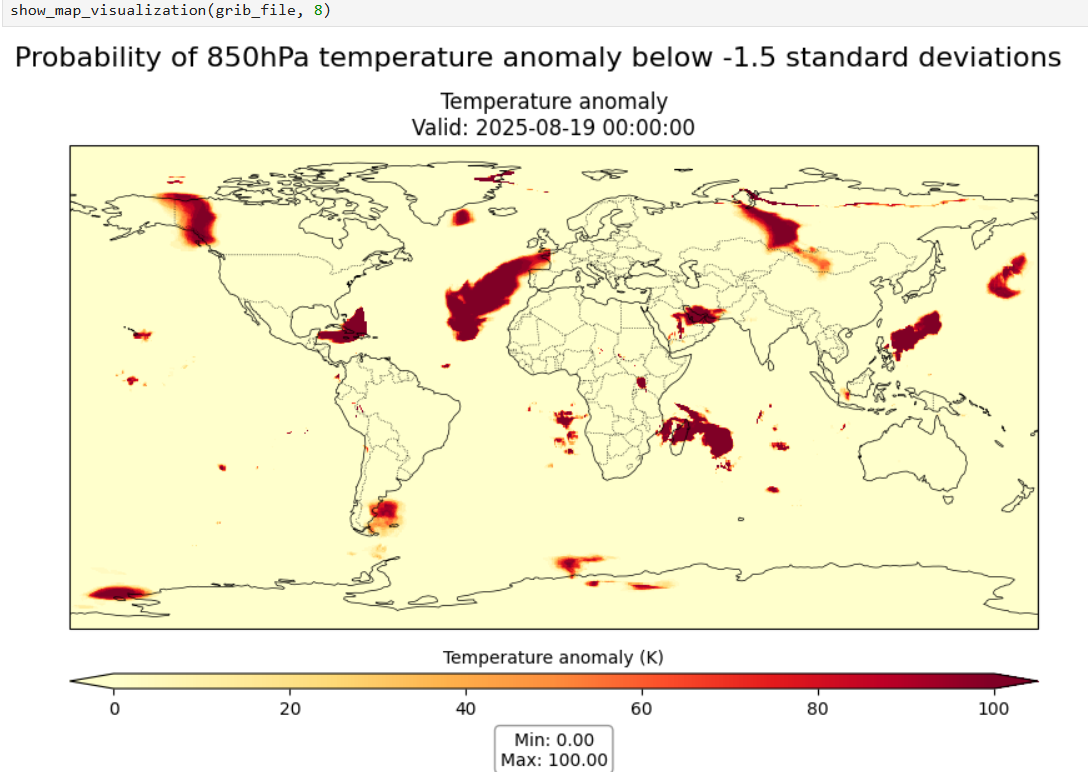 show_map_visualization(grib_file, 8)
Probability of 850hPa temperature anomaly below -1.5 standard deviations
Temperature anomaly
Valid: 2025-08-19 00:00:00
Temperature anomaly (K)
0 20 40 60 80 100
Min: 0.00
Max: 100.00